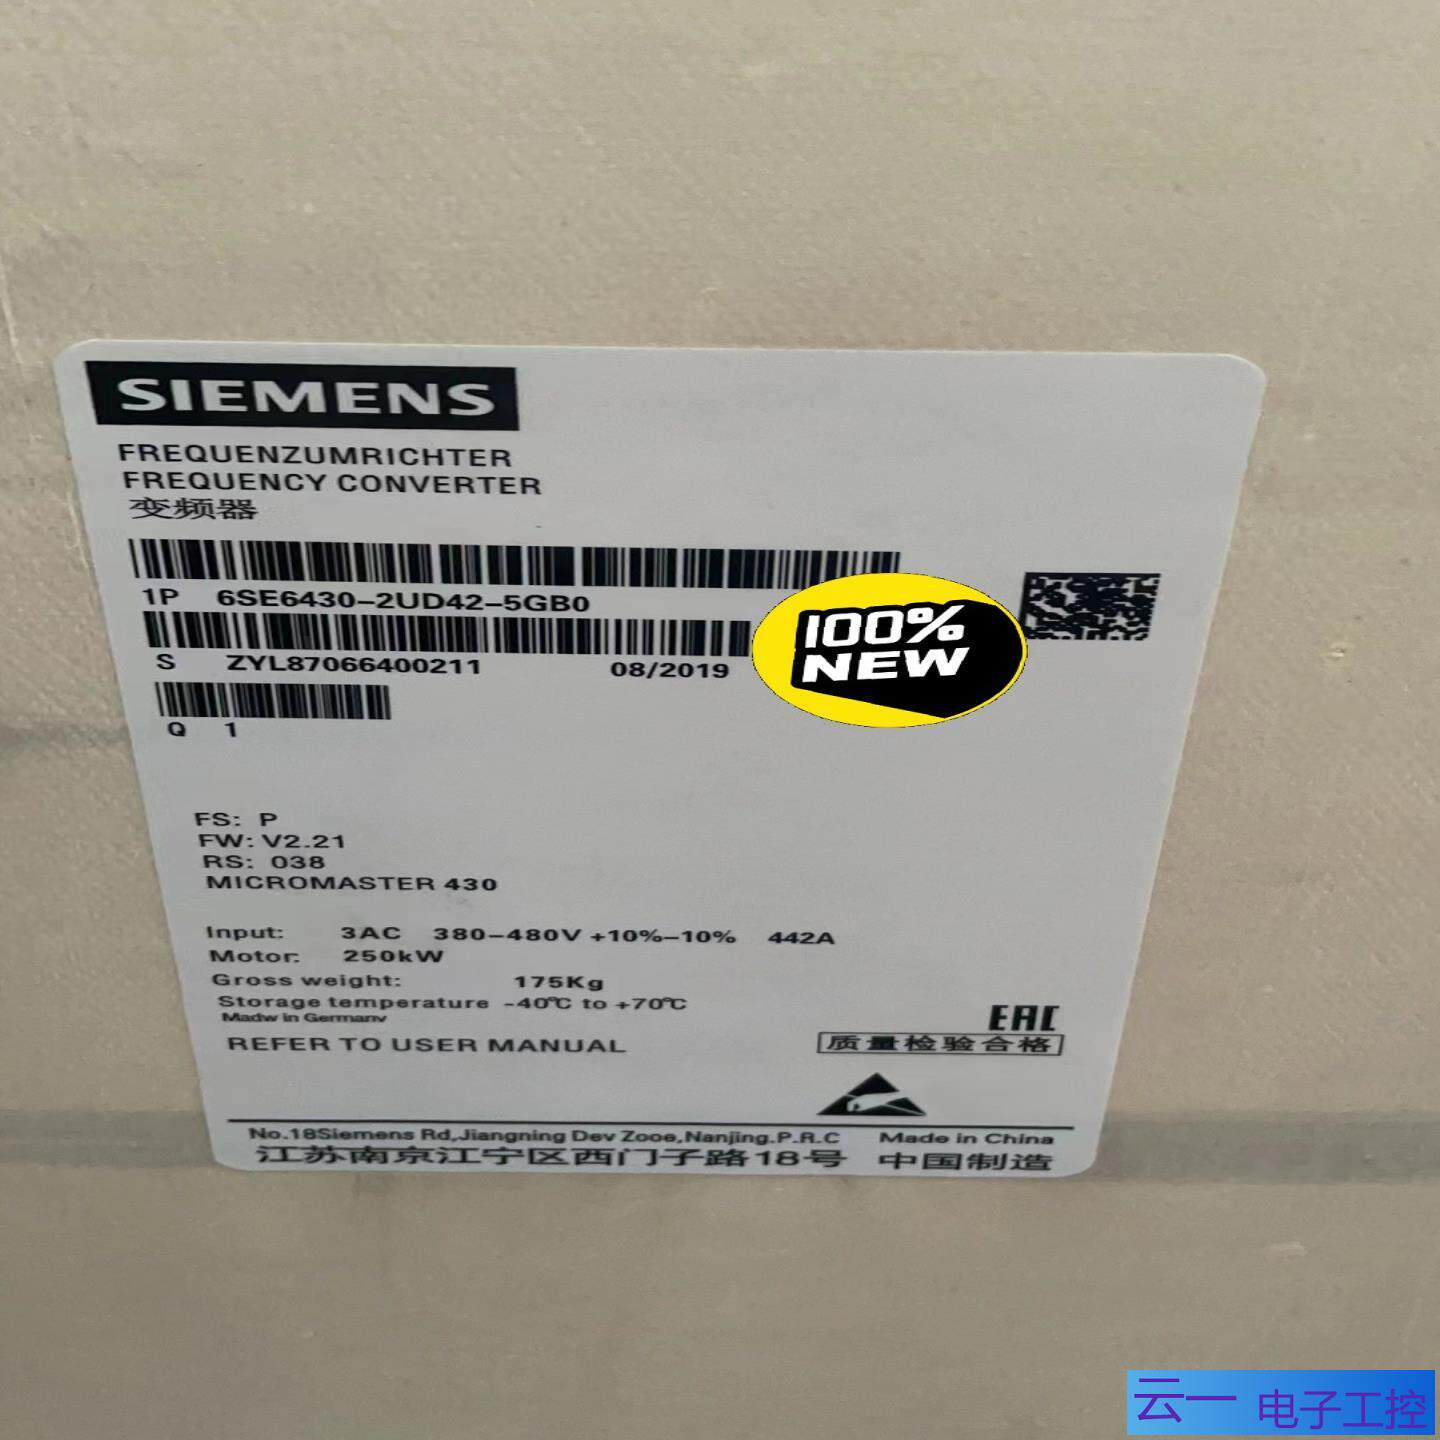 SIEMENS
FREQUENZUMRICHTER
FREQUENCY CONVERTER
变频器
1P 6SE6430-2UD42-5GB0
S ZYL87066400211 08/2019
100%
NEW
Q 1
FS: P
FW: V2.21
RS: 038
MICROMASTER 430
Input: 3AC 380-480V +10%-10% 442A
Motor: 250kW
Gross weight: 175Kg
Storage temperature -40℃ to +70℃
Madw in Germanv
EAC
REFER TO USER MANUAL
质量检验合格
No.18Siemens Rd,Jiangning Dev Zooe,Nanjing.P.R.C Made in China
江苏南京江宁区西门子路18号 中国制造
云一 电子工控